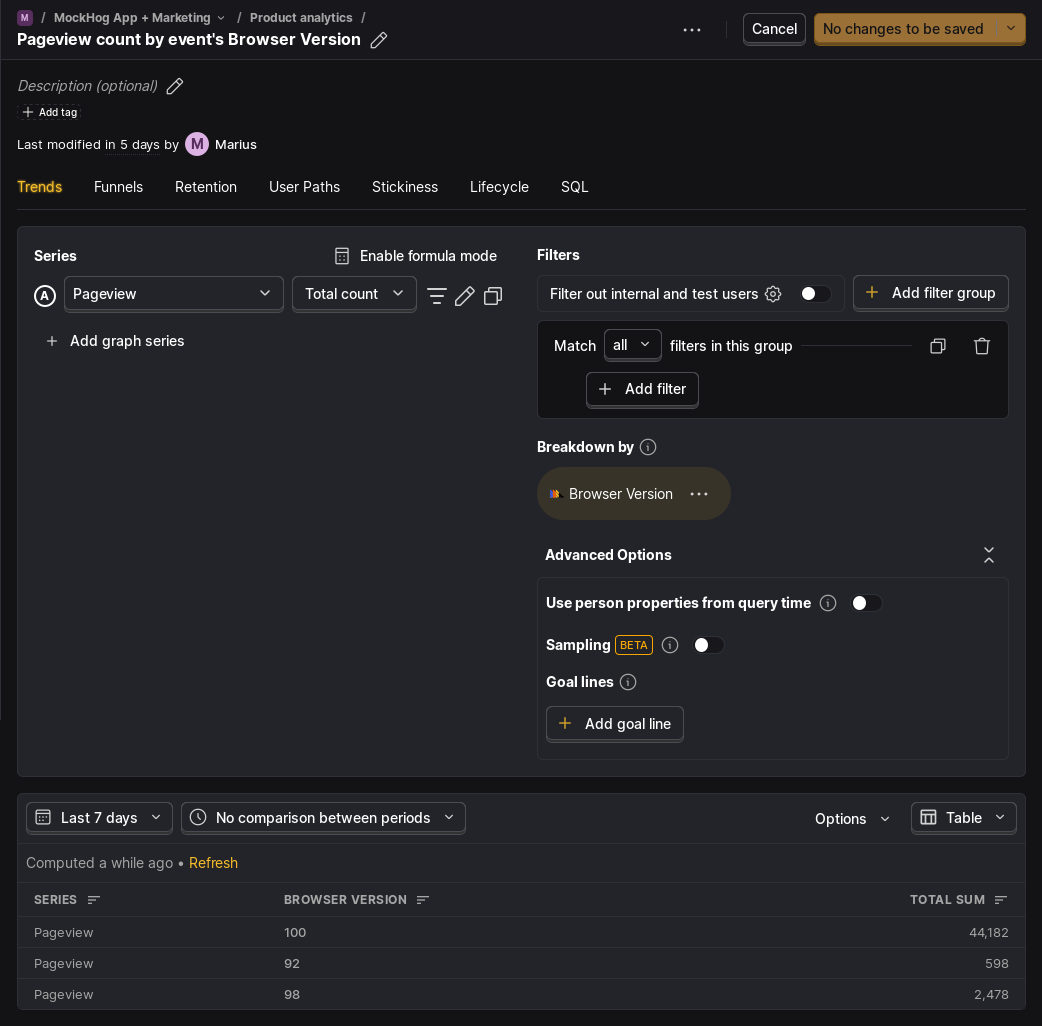 M / MockHog App + Marketing / Product analytics /
Pageview count by event's Browser Version
Cancel
No changes to be saved
Description (optional)
Add tag
Last modified in 5 days by M Marius
Trends Funnels Retention User Paths Stickiness Lifecycle SQL
Series
Enable formula mode
A Pageview Total count
Add graph series
Filters
Filter out internal and test users
Add filter group
Match all filters in this group
Add filter
Breakdown by
Browser Version
Advanced Options
Use person properties from query time
Sampling BETA
Goal lines
Add goal line
Last 7 days No comparison between periods Options Table
Computed a while ago • Refresh
SERIES BROWSER VERSION TOTAL SUM
Pageview 100 44,182
Pageview 92 598
Pageview 98 2,478